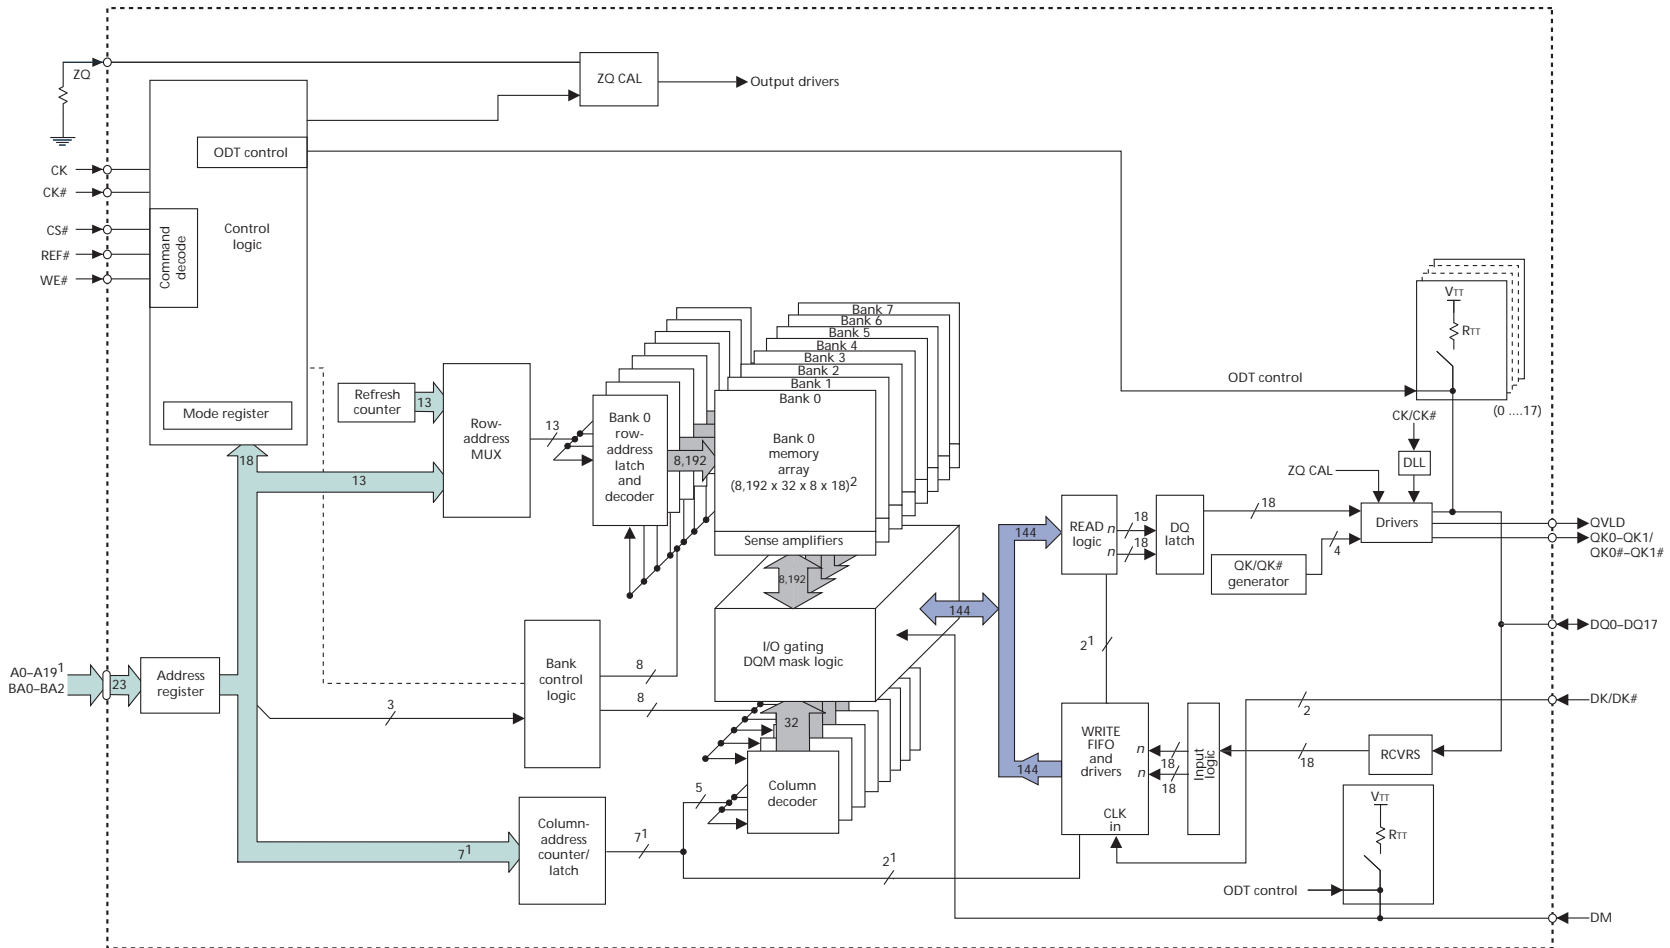 ZQ
ZQ CAL
Output drivers
ODT control
CK
CK#
CS#
REF#
WE#
Command
decode
Control
logic
Mode register
Refresh
counter
13
Row-
address
MUX
18
13
13
Bank 0
row-
address
latch
and
decoder
8,192
Bank 7
Bank 6
Bank 5
Bank 4
Bank 3
Bank 2
Bank 1
Bank 0
Bank 0
memory
array
(8,192 x 32 x 8 x 18)2
Sense amplifiers
8,192
I/O gating
DQM mask logic
32
Column
decoder
5
A0–A191
BA0–BA2
23
Address
register
3
Bank
control
logic
8
8
71
Column-
address
counter/
latch
71
21
144
144
144
READ
logic
n
n
18
18
DQ
latch
18
QK/QK#
generator
4
21
ODT control
VTT
RTT
(0 ....17)
CK/CK#
DLL
ZQ CAL
Drivers
QVLD
QK0–QK1/
QK0#–QK1#
DQ0–DQ17
DK/DK#
2
WRITE
FIFO
and
drivers
n
n
CLK
in
18
18
Input
logic
18
RCVRS
VTT
RTT
ODT control
DM